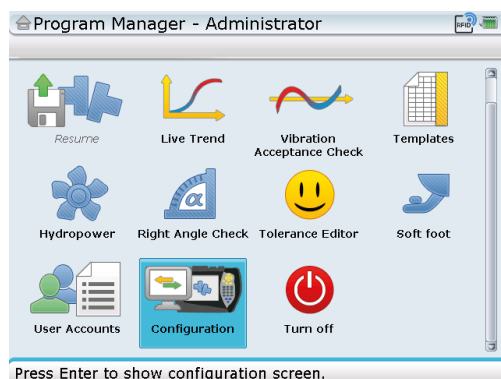 Program Manager - Administrator
RFID
Resume
Live Trend
Vibration
Acceptance Check
Templates
Hydropower
Right Angle Check
Tolerance Editor
Soft foot
α
User Accounts
Configuration
Turn off
Press Enter to show configuration screen.